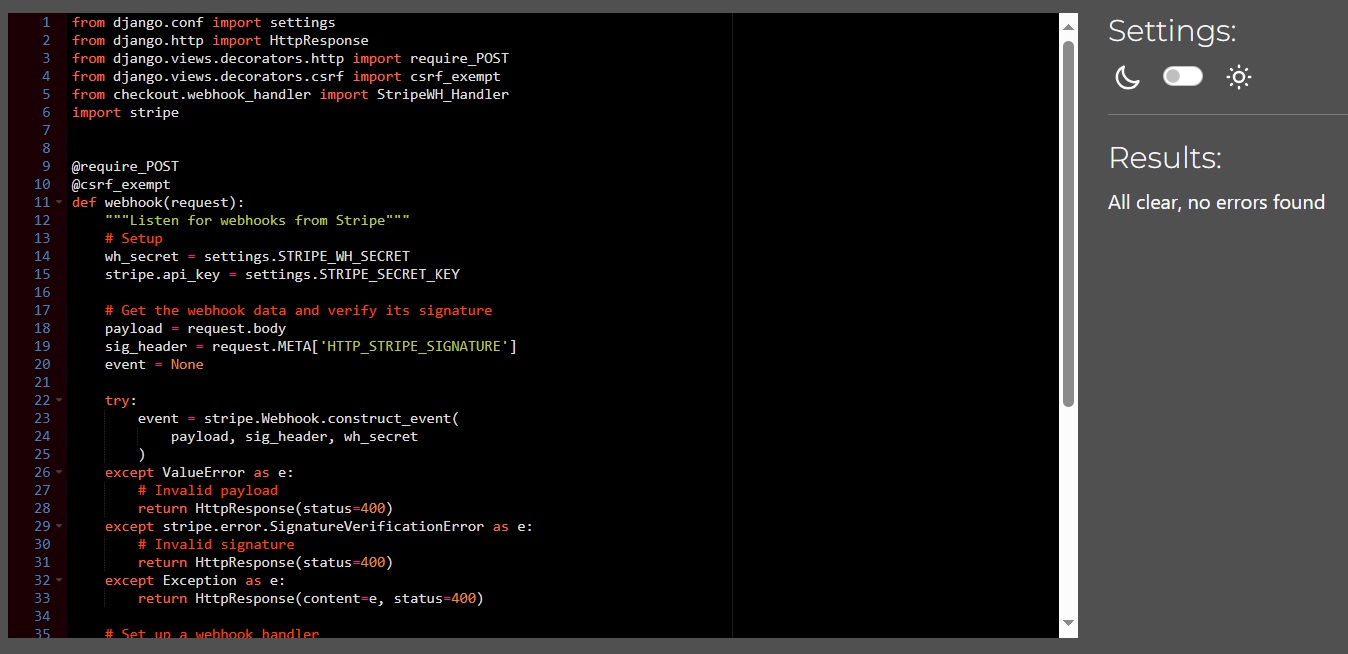 1 from django.conf import settings
2 from django.http import HttpResponse
3 from django.views.decorators.http import require_POST
4 from django.views.decorators.csrf import csrf_exempt
5 from checkout.webhook_handler import StripeWH_Handler
6 import stripe
7
8
9 @require_POST
10 @csrf_exempt
11 def webhook(request):
12     """Listen for webhooks from Stripe"""
13     # Setup
14     wh_secret = settings.STRIPE_WH_SECRET
15     stripe.api_key = settings.STRIPE_SECRET_KEY
16
17     # Get the webhook data and verify its signature
18     payload = request.body
19     sig_header = request.META['HTTP_STRIPE_SIGNATURE']
20     event = None
21
22     try:
23         event = stripe.Webhook.construct_event(
24             payload, sig_header, wh_secret
25         )
26     except ValueError as e:
27         # Invalid payload
28         return HttpResponse(status=400)
29     except stripe.error.SignatureVerificationError as e:
30         # Invalid signature
31         return HttpResponse(status=400)
32     except Exception as e:
33         return HttpResponse(content=e, status=400)
34
35     # Set up a webhook handler
Settings:
Results:
All clear, no errors found